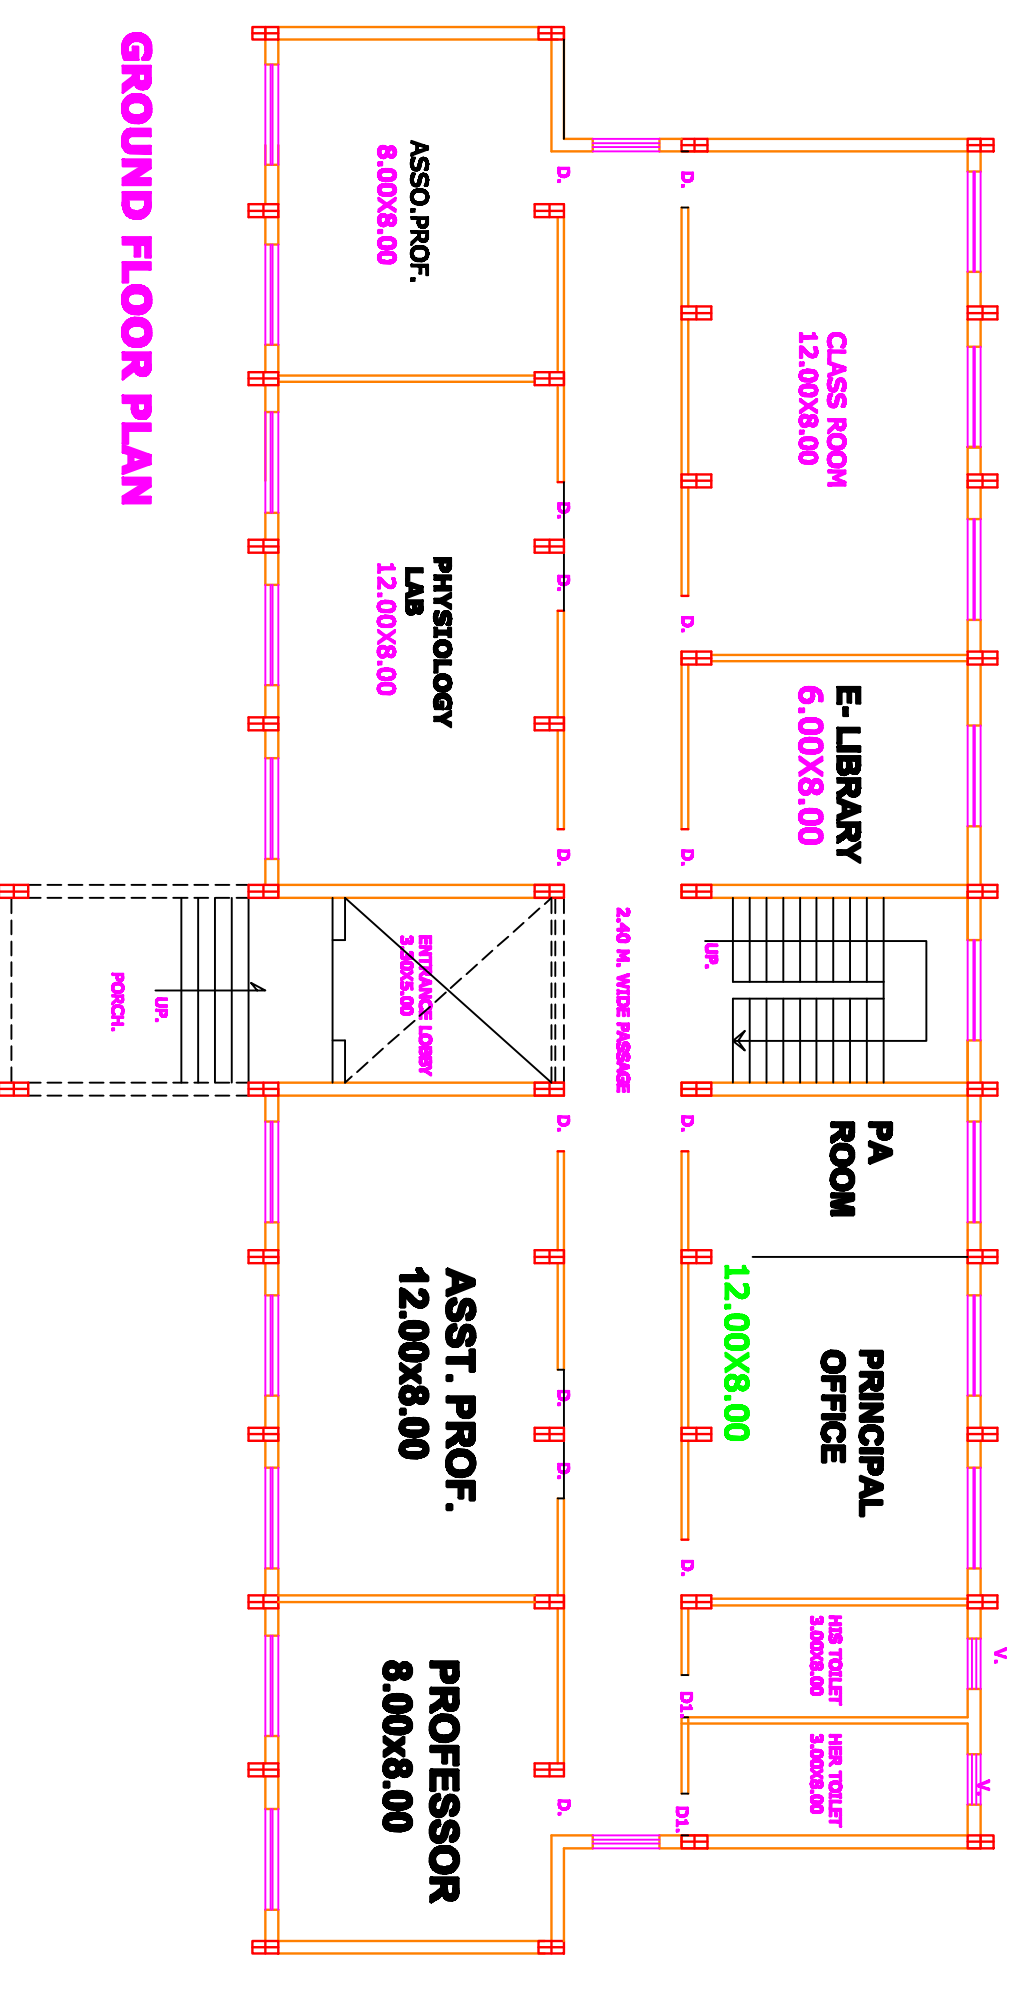 V.
V.
CLASS ROOM
12.00X8.00
E- LIBRARY
6.00X8.00
UP.
PA
ROOM
PRINCIPAL
OFFICE
12.00X8.00
HIS TOILET
3.00X8.00
HER TOILET
3.00X8.00
D.
D.
D.
D.
D.
D1.
D1.
2.40 M. WIDE PASSAGE
D.
D.
D.
D.
D.
D.
D.
D.
ASSO.PROF.
8.00X8.00
PHYSIOLOGY
LAB
12.00X8.00
ENTRANCE LOBBY
ASST. PROF.
12.00x8.00
PROFESSOR
8.00x8.00
UP.
PORCH.
GROUND FLOOR PLAN